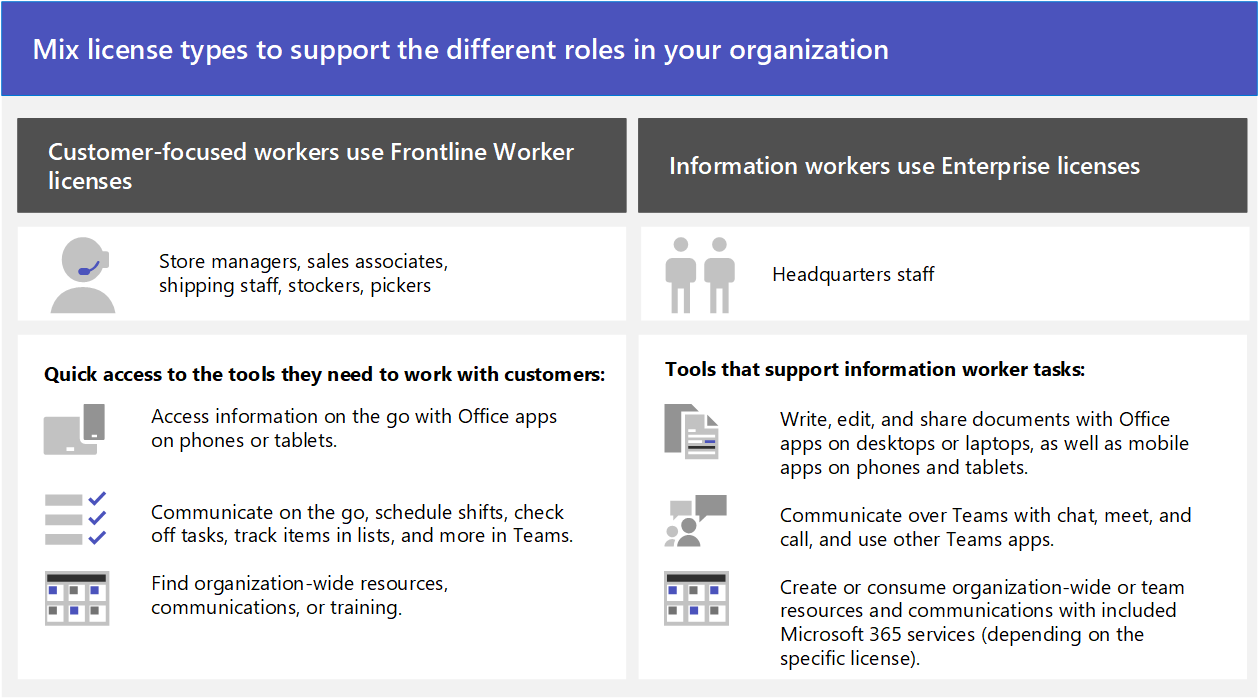 Mix license types to support the different roles in your organization
Customer-focused workers use Frontline Worker
licenses
Store managers, sales associates,
shipping staff, stockers, pickers
Quick access to the tools they need to work with customers:
Access information on the go with Office apps
on phones or tablets.
Communicate on the go, schedule shifts, check
off tasks, track items in lists, and more in Teams.
Find organization-wide resources,
communications, or training.
Information workers use Enterprise licenses
Headquarters staff
Tools that support information worker tasks:
Write, edit, and share documents with Office
apps on desktops or laptops, as well as mobile
apps on phones and tablets.
Communicate over Teams with chat, meet, and
call, and use other Teams apps.
Create or consume organization-wide or team
resources and communications with included
Microsoft 365 services (depending on the
specific license).